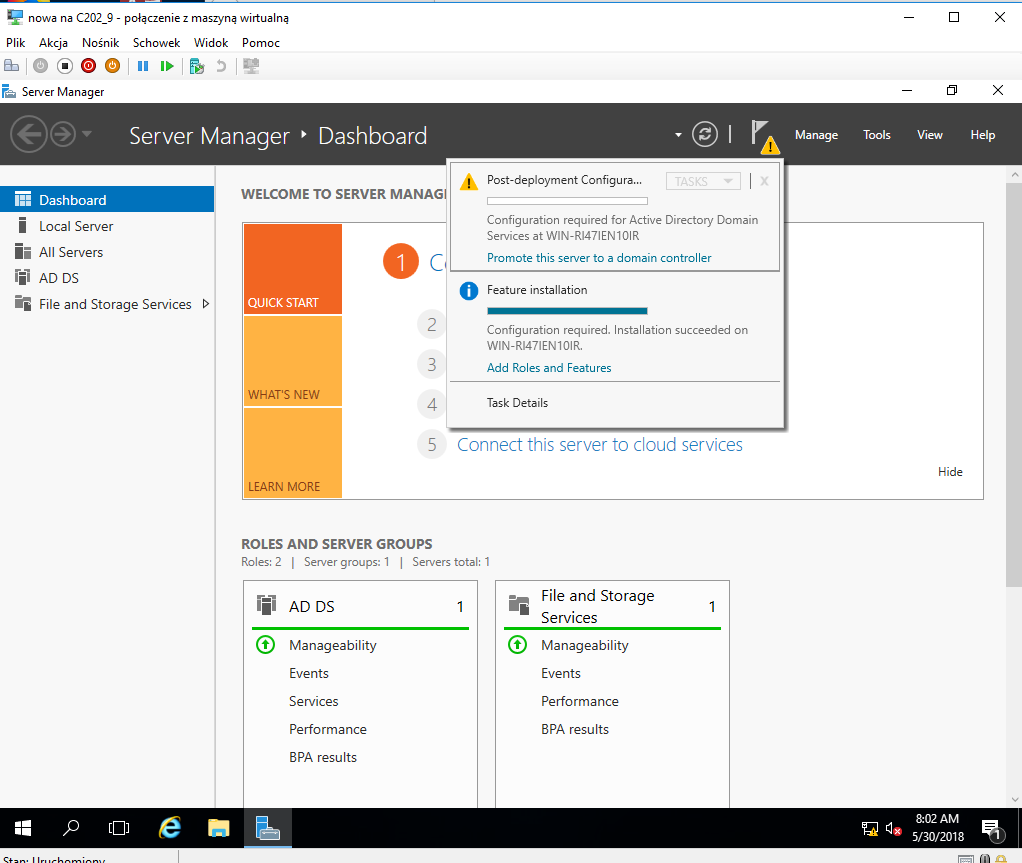 nowa na C202_9 - połączenie z maszyną wirtualną
Plik Akcja Nośnik Schowek Widok Pomoc
Server Manager
Server Manager Dashboard
Manage Tools View Help
Dashboard
Local Server
All Servers
AD DS
File and Storage Services
WELCOME TO SERVER MANAG
QUICK START
WHAT'S NEW
LEARN MORE
1
2
3
4
5 Connect this server to cloud services
Hide
Post-deployment Configura... TASKS X
Configuration required for Active Directory Domain
Services at WIN-RI47IEN10IR
Promote this server to a domain controller
Feature installation
Configuration required. Installation succeeded on
WIN-RI47IEN10IR.
Add Roles and Features
Task Details
ROLES AND SERVER GROUPS
Roles: 2 | Server groups: 1 | Servers total: 1
AD DS 1
Manageability
Events
Services
Performance
BPA results
File and Storage
Services 1
Manageability
Events
Performance
BPA results
8:02 AM
5/30/2018
1
Stan: Uruchomiony